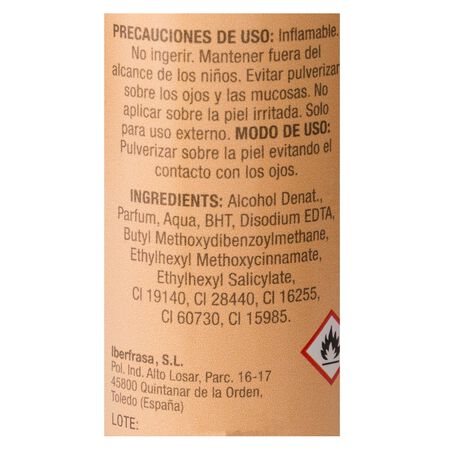 PRECAUCIONES DE USO: Inflamable.
No ingerir. Mantener fuera del
alcance de los niños. Evitar pulverizar
sobre los ojos y las mucosas. No
aplicar sobre la piel irritada. Solo
para uso externo. MODO DE USO:
Pulverizar sobre la piel evitando el
contacto con los ojos.
INGREDIENTS: Alcohol Denat.,
Parfum, Aqua, BHT, Disodium EDTA,
Butyl Methoxydibenzoylmethane,
Ethylhexyl Methoxycinnamate,
Ethylhexyl Salicylate,
CI 19140, CI 28440, CI 16255,
CI 60730, CI 15985.
Iberfrasa, S.L.
Pol. Ind. Alto Losar, Parc. 16-17
45800 Quintanar de la Orden,
Toledo (España)
LOTE: